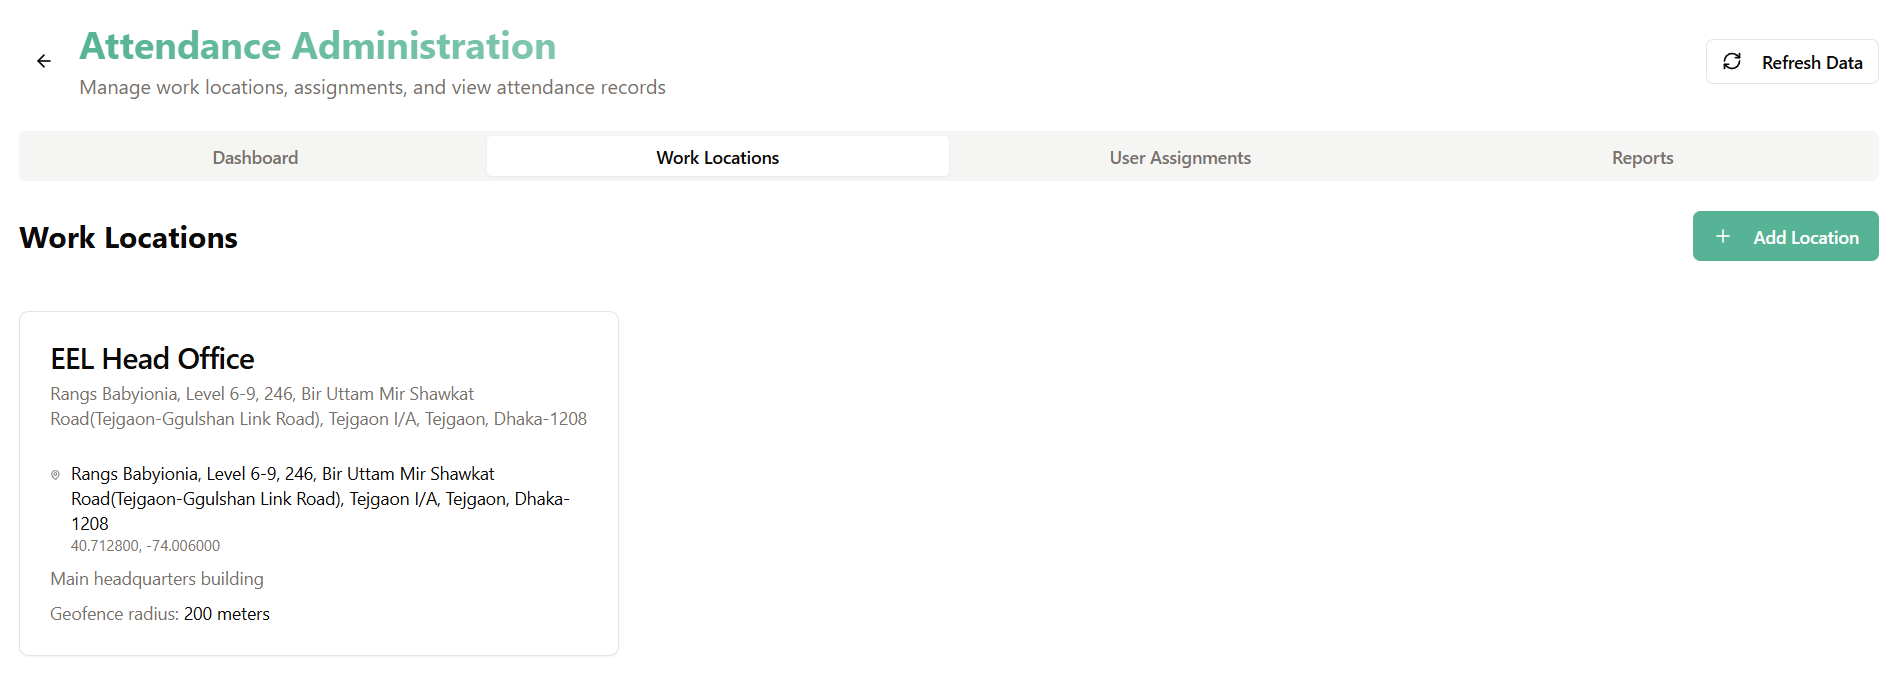 Attendance Administration
Manage work locations, assignments, and view attendance records
Refresh Data
Dashboard
Work Locations
User Assignments
Reports
Work Locations
Add Location
EEL Head Office
Rangs Babyionia, Level 6-9, 246, Bir Uttam Mir Shawkat
Road(Tejgaon-Ggulshan Link Road), Tejgaon I/A, Tejgaon, Dhaka-1208
Rangs Babyionia, Level 6-9, 246, Bir Uttam Mir Shawkat
Road(Tejgaon-Ggulshan Link Road), Tejgaon I/A, Tejgaon, Dhaka-
1208
40.712800, -74.006000
Main headquarters building
Geofence radius: 200 meters